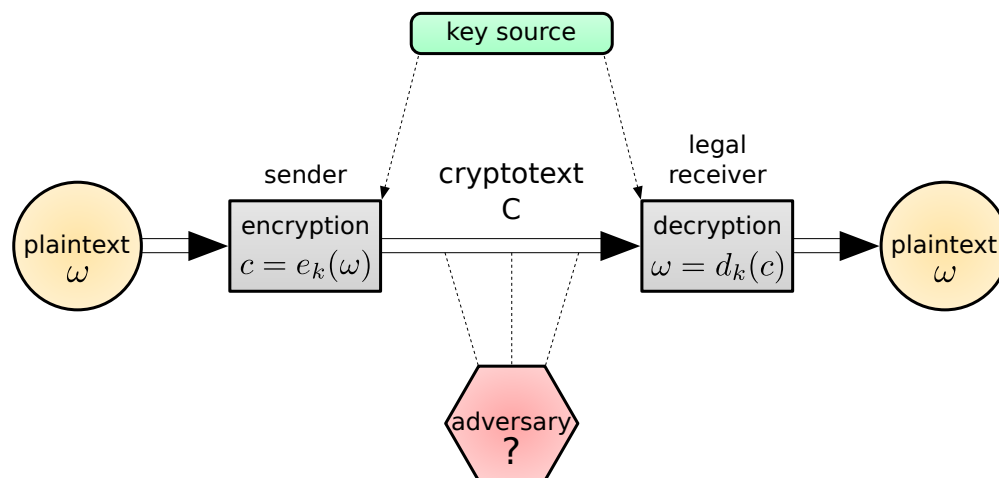 key source
sender
cryptotext
C
legal
receiver
plaintext
ω
encryption
c = e_k(ω)
decryption
ω = d_k(c)
plaintext
ω
adversary
?